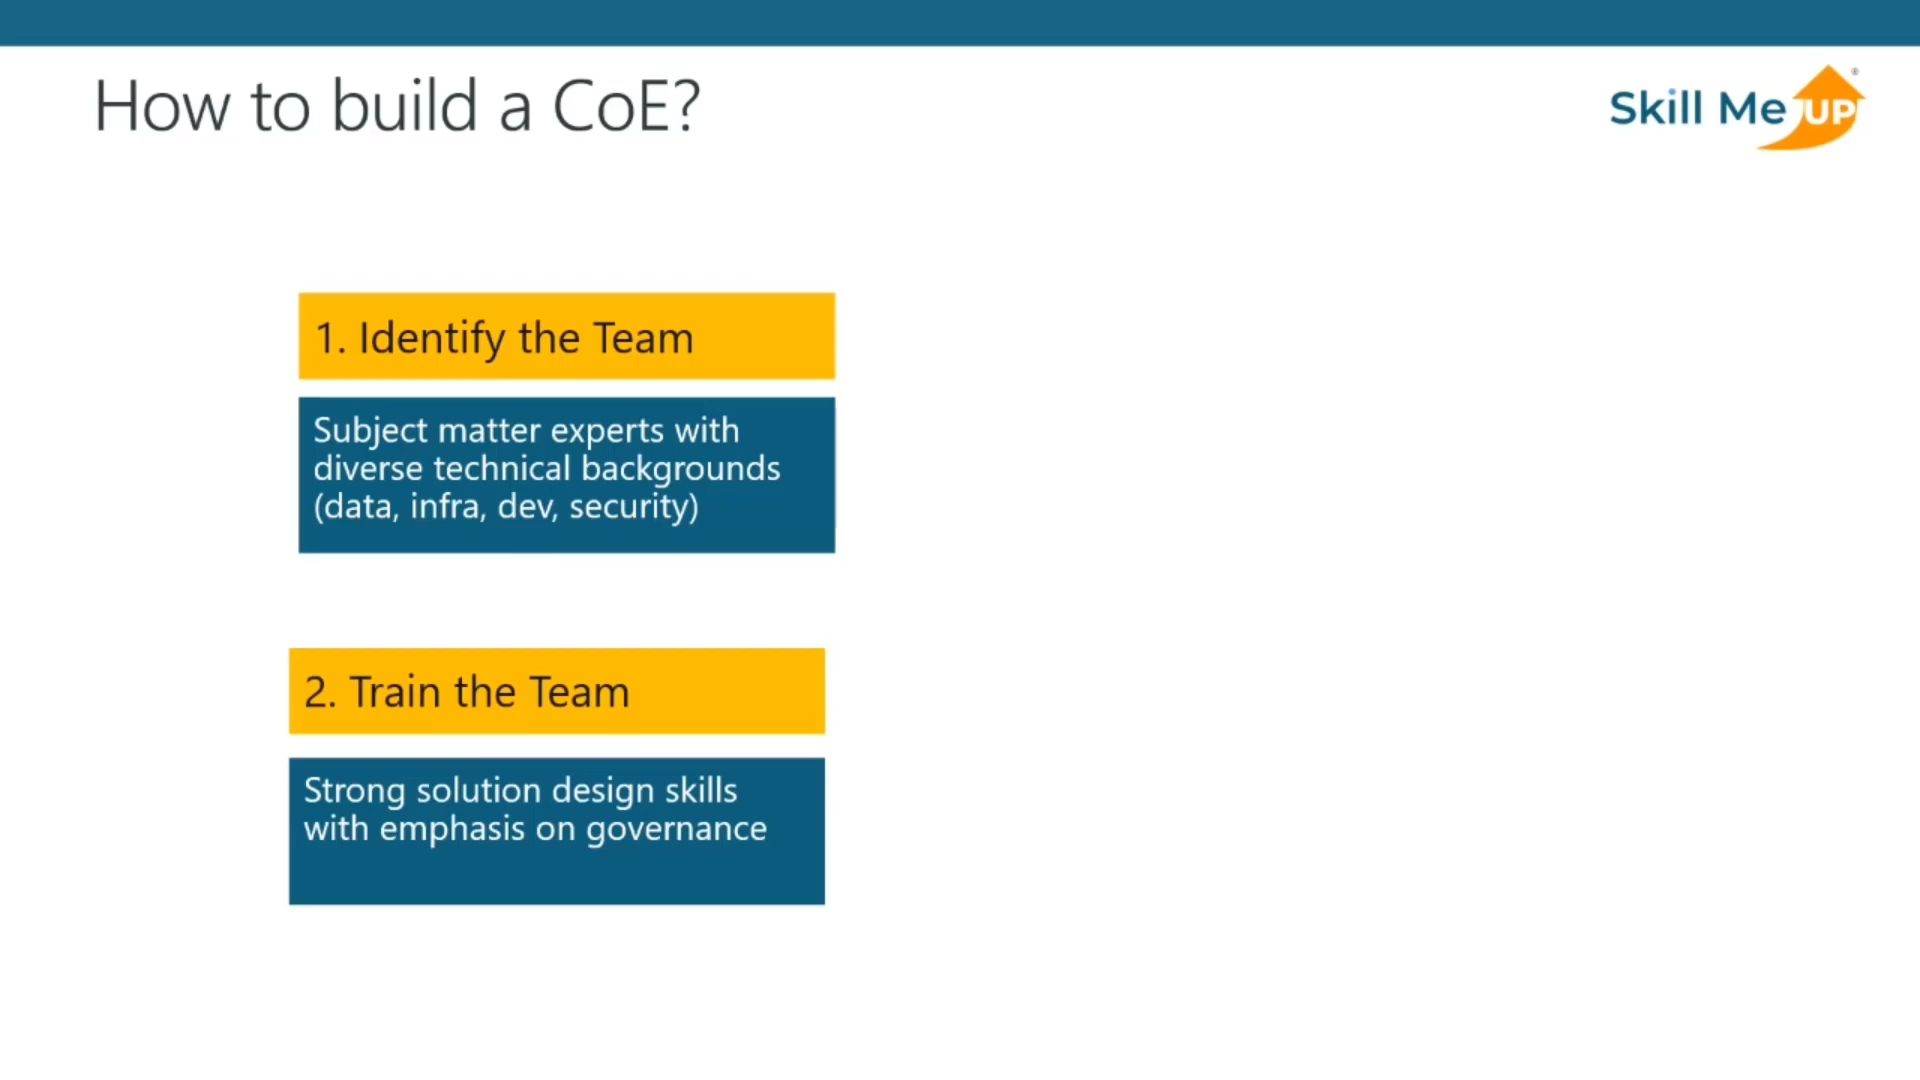 How to build a CoE?
Skill Me UP®
1. Identify the Team
Subject matter experts with
diverse technical backgrounds
(data, infra, dev, security)
2. Train the Team
Strong solution design skills
with emphasis on governance